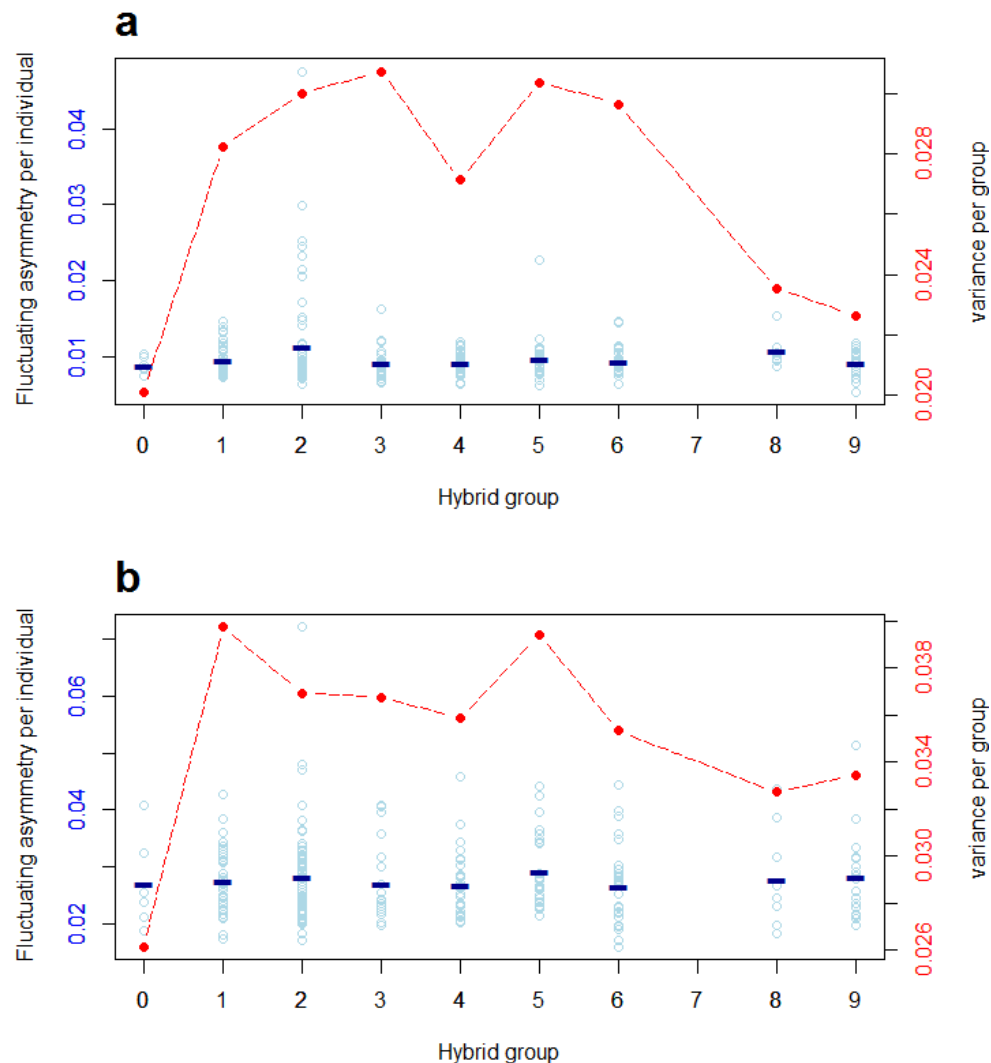 a
Fluctuating asymmetry per individual
0.04
0.03
0.02
0.01
0.028
0.024
0.020
variance per group
0 1 2 3 4 5 6 7 8 9
Hybrid group
b
Fluctuating asymmetry per individual
0.06
0.04
0.02
0.038
0.034
0.030
0.026
variance per group
0 1 2 3 4 5 6 7 8 9
Hybrid group